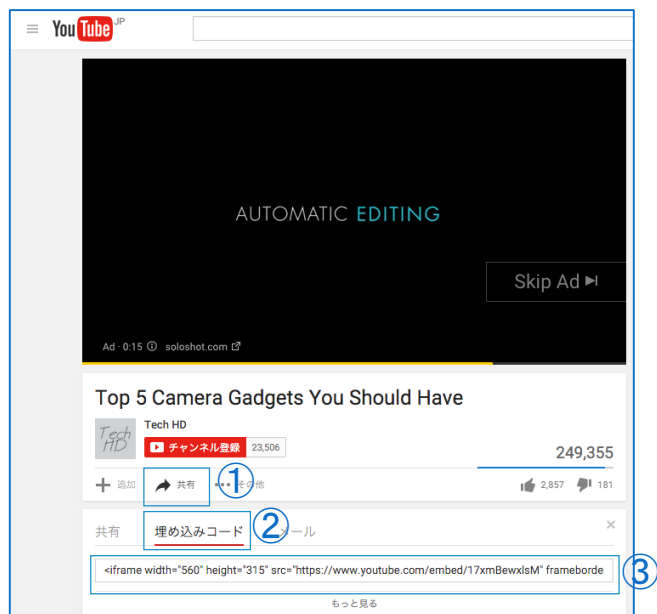 YouTube JP
AUTOMATIC EDITING
Skip Ad
Ad · 0:15 soloshot.com
Top 5 Camera Gadgets You Should Have
Tech HD
Tech HD
チャンネル登録 23,506
249,355
追加 共有 ① その他 2,857 181
共有 埋め込みコード ② メール ×
<iframe width="560" height="315" src="https://www.youtube.com/embed/17xmBewxlsM" frameborde ③
もっと見る